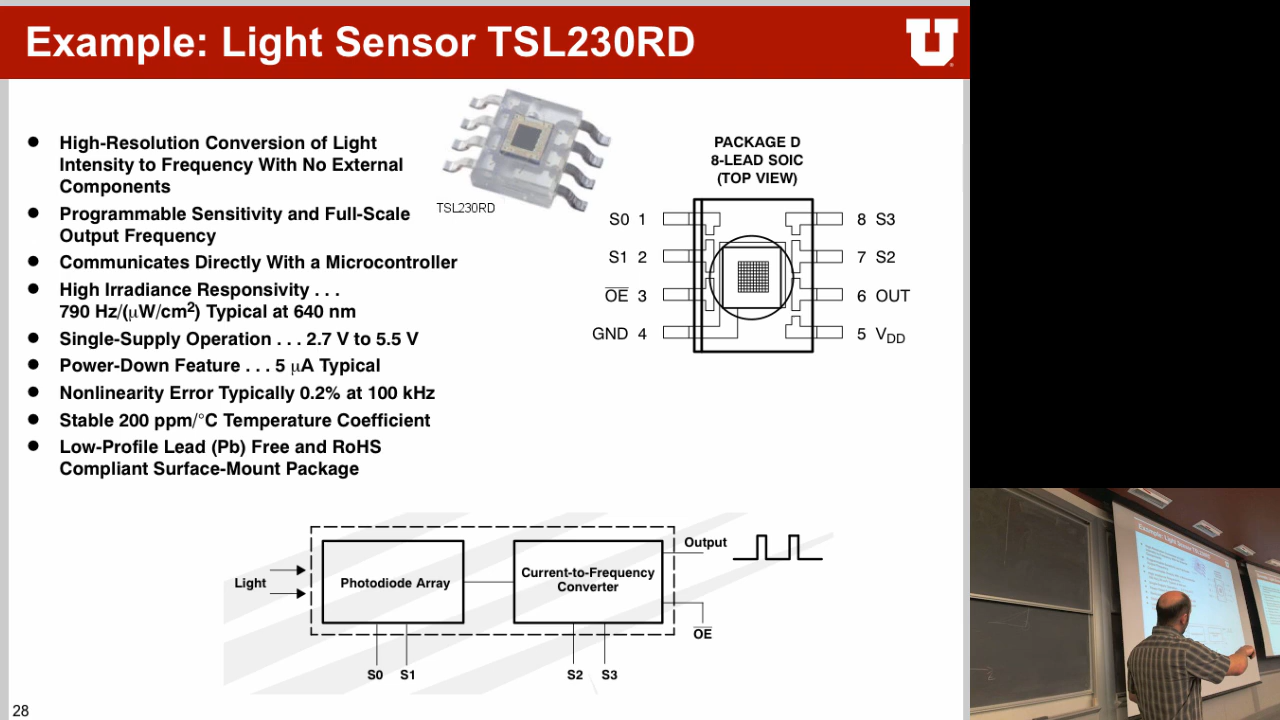 Example: Light Sensor TSL230RD
U
High-Resolution Conversion of Light
Intensity to Frequency With No External
Components
Programmable Sensitivity and Full-Scale
Output Frequency
Communicates Directly With a Microcontroller
High Irradiance Responsivity . . .
790 Hz/(μW/cm2) Typical at 640 nm
Single-Supply Operation . . . 2.7 V to 5.5 V
Power-Down Feature . . . 5 μA Typical
Nonlinearity Error Typically 0.2% at 100 kHz
Stable 200 ppm/°C Temperature Coefficient
Low-Profile Lead (Pb) Free and RoHS
Compliant Surface-Mount Package
TSL230RD
PACKAGE D
8-LEAD SOIC
(TOP VIEW)
S0 1
8 S3
S1 2
7 S2
OE 3
6 OUT
GND 4
5 VDD
Light
Photodiode Array
Current-to-Frequency
Converter
Output
OE
S0 S1
S2 S3
28
Example: Light Sensor TSL230RD